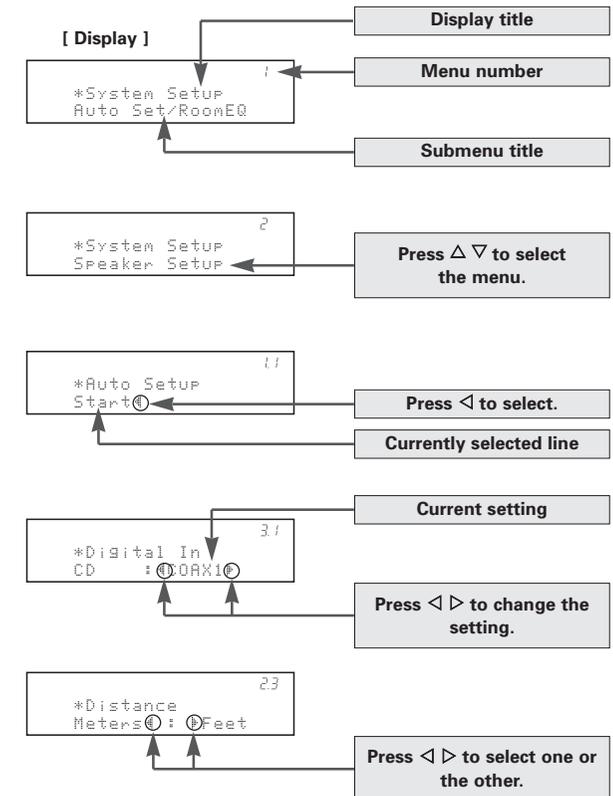 Display title
[ Display ]
1
Menu number
*System Setup
Auto Set/RoomEQ
Submenu title
2
*System Setup
Speaker Setup
Press △ ▽ to select
the menu.
1.1
*Auto Setup
Start◀
Press ◁ to select.
Currently selected line
Current setting
3.1
*Digital In
CD : ◀COAX1▶
Press ◁ ▷ to change the
setting.
2.3
*Distance
Meters◀ : ▶Feet
Press ◁ ▷ to select one or
the other.